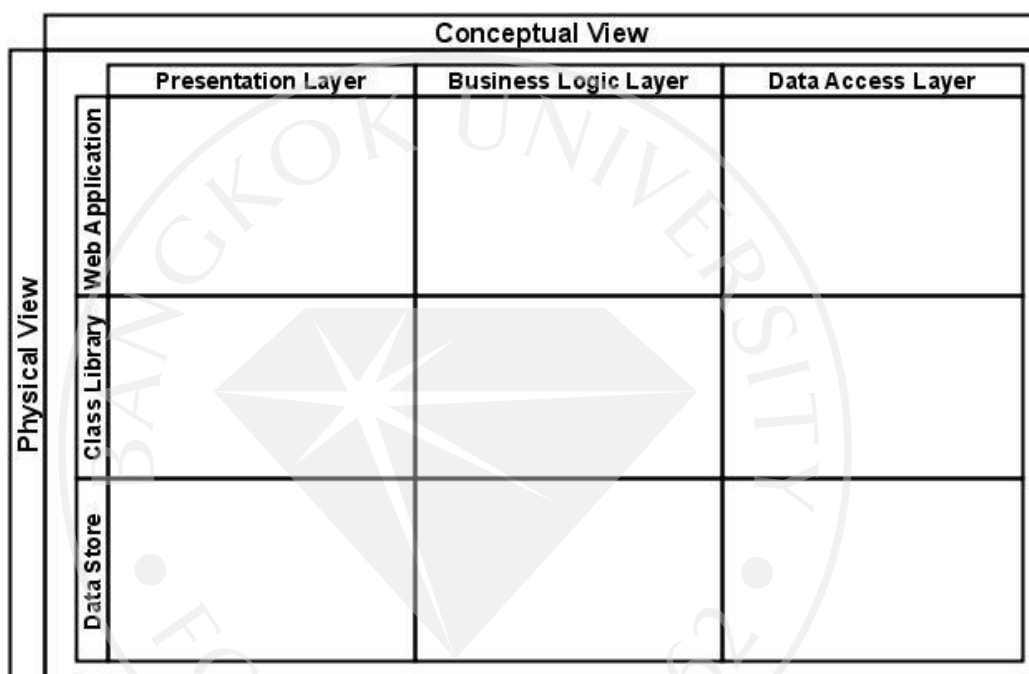 Conceptual View
Presentation Layer
Business Logic Layer
Data Access Layer
Physical View
Web Application
Class Library
Data Store
BANGKOK UNIVERSITY